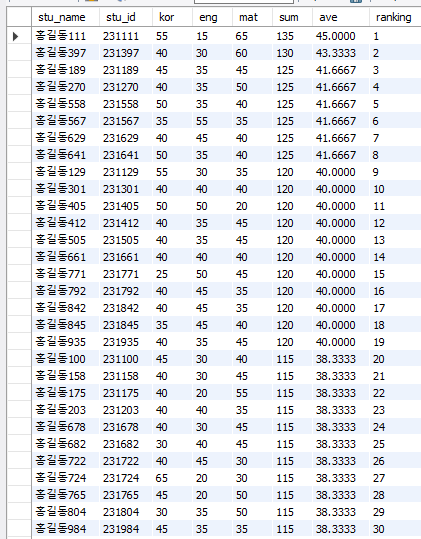 stu_name stu_id kor eng mat sum ave ranking
홍길동111 231111 55 15 65 135 45.0000 1
홍길동397 231397 40 30 60 130 43.3333 2
홍길동189 231189 45 35 45 125 41.6667 3
홍길동270 231270 40 35 50 125 41.6667 4
홍길동558 231558 50 35 40 125 41.6667 5
홍길동567 231567 35 55 35 125 41.6667 6
홍길동629 231629 40 45 40 125 41.6667 7
홍길동641 231641 50 35 40 125 41.6667 8
홍길동129 231129 55 30 35 120 40.0000 9
홍길동301 231301 40 40 40 120 40.0000 10
홍길동405 231405 50 50 20 120 40.0000 11
홍길동412 231412 40 35 45 120 40.0000 12
홍길동505 231505 40 35 45 120 40.0000 13
홍길동661 231661 40 40 40 120 40.0000 14
홍길동771 231771 25 50 45 120 40.0000 15
홍길동792 231792 40 45 35 120 40.0000 16
홍길동842 231842 40 45 35 120 40.0000 17
홍길동845 231845 35 45 40 120 40.0000 18
홍길동935 231935 40 35 45 120 40.0000 19
홍길동100 231100 45 30 40 115 38.3333 20
홍길동158 231158 40 30 45 115 38.3333 21
홍길동175 231175 40 20 55 115 38.3333 22
홍길동203 231203 40 40 35 115 38.3333 23
홍길동678 231678 40 30 45 115 38.3333 24
홍길동682 231682 30 40 45 115 38.3333 25
홍길동722 231722 40 45 30 115 38.3333 26
홍길동724 231724 65 20 30 115 38.3333 27
홍길동765 231765 45 20 50 115 38.3333 28
홍길동804 231804 30 35 50 115 38.3333 29
홍길동984 231984 45 35 35 115 38.3333 30